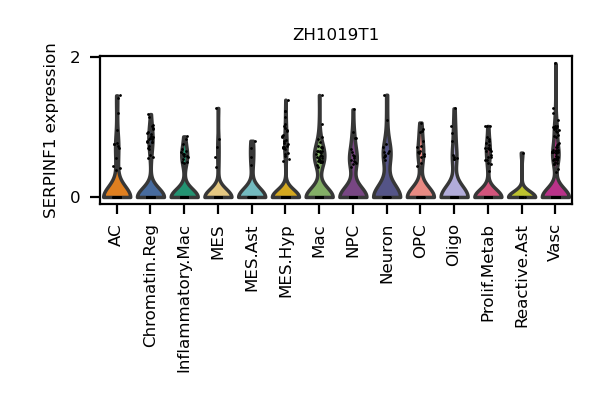 ZH1019T1
SERPINF1 expression
2
0
AC
Chromatin.Reg
Inflammatory.Mac
MES
MES.Ast
MES.Hyp
Mac
NPC
Neuron
OPC
Oligo
Prolif.Metab
Reactive.Ast
Vasc